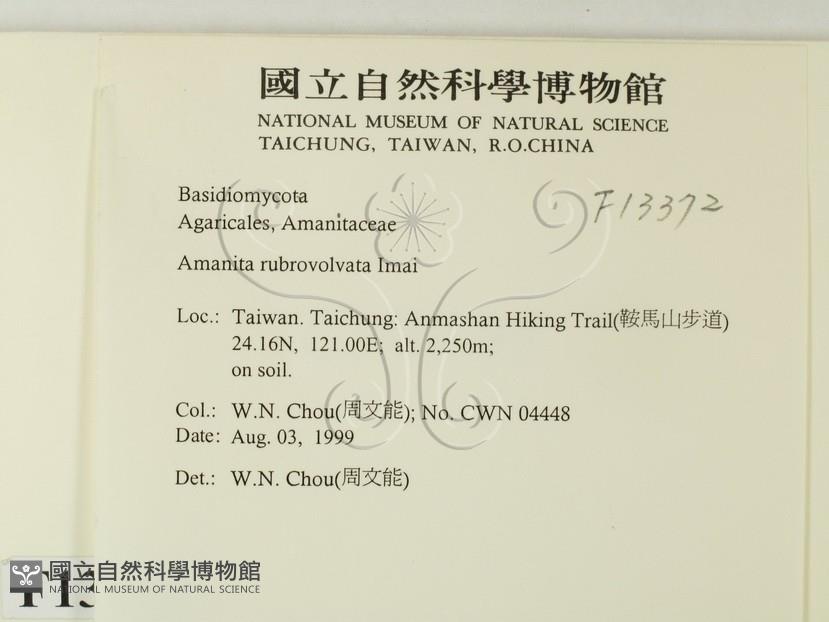 國立自然科學博物館
NATIONAL MUSEUM OF NATURAL SCIENCE
TAICHUNG, TAIWAN, R.O.CHINA
F13372
Basidiomycota
Agaricales, Amanitaceae
Amanita rubrovolvata Imai
Loc.: Taiwan. Taichung: Anmashan Hiking Trail(鞍馬山步道)
24.16N, 121.00E; alt. 2,250m;
on soil.
Col.: W.N. Chou(周文能); No. CWN 04448
Date: Aug. 03, 1999
Det.: W.N. Chou(周文能)
國立自然科學博物館
NATIONAL MUSEUM OF NATURAL SCIENCE